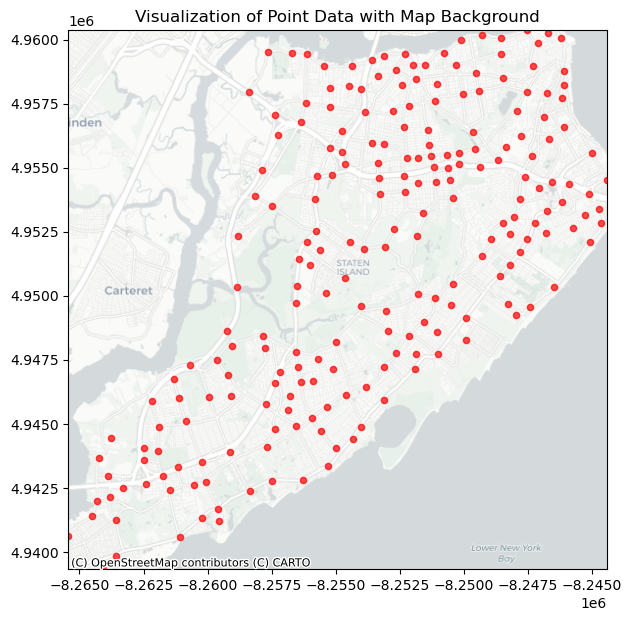 Visualization of Point Data with Map Background
1e6
4.9600
4.9575
4.9550
4.9525
4.9500
4.9475
4.9450
4.9425
4.9400
inden
Carteret
STATEN
ISLAND
Lower New York
Bay
(C) OpenStreetMap contributors (C) CARTO
−8.2650−8.2625−8.2600−8.2575−8.2550−8.2525−8.2500−8.2475−8.2450
1e6